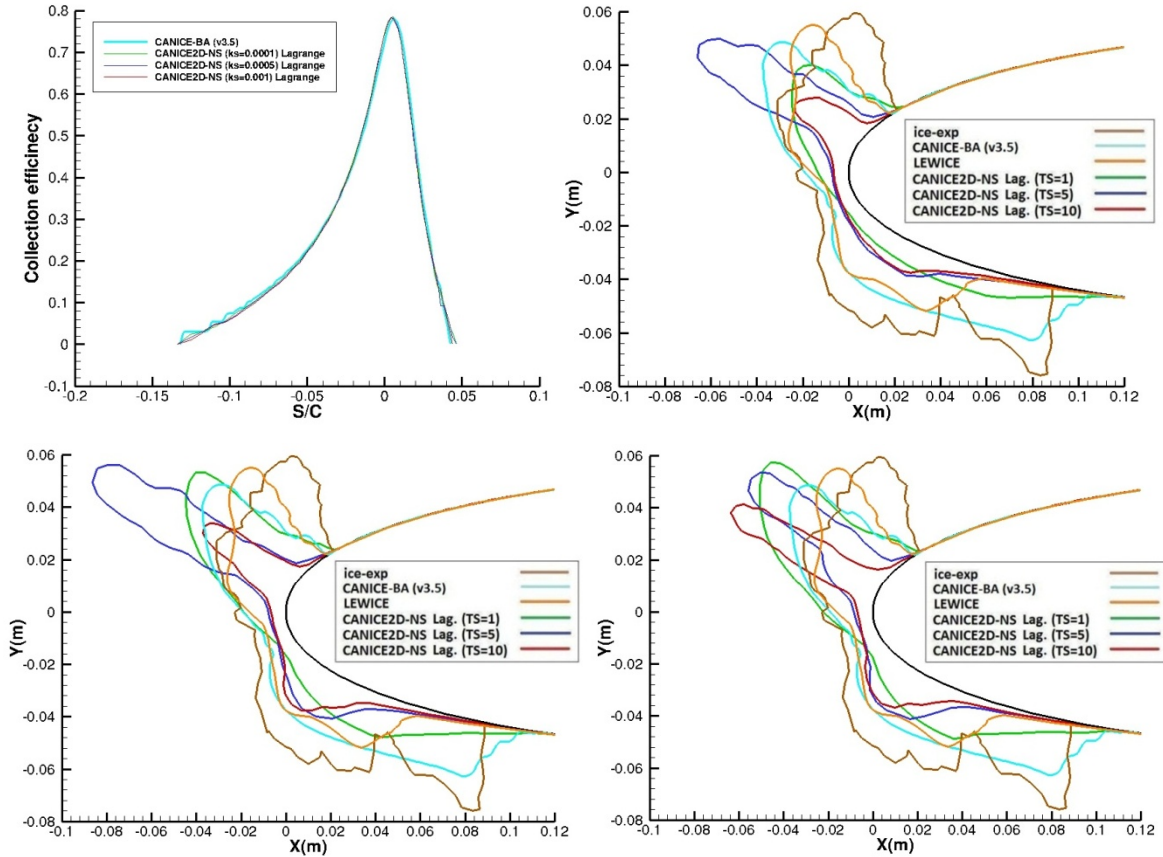 0.8
0.7
0.6
0.5
0.4
0.3
0.2
0.1
0
-0.1
Collection efficinecy
CANICE-BA (v3.5)
CANICE2D-NS (ks=0.0001) Lagrange
CANICE2D-NS (ks=0.0005) Lagrange
CANICE2D-NS (ks=0.001) Lagrange
-0.2 -0.15 -0.1 -0.05 0 0.05 0.1
S/C
0.06
0.04
0.02
0
-0.02
-0.04
-0.06
-0.08
Y(m)
ice-exp
CANICE-BA (v3.5)
LEWICE
CANICE2D-NS Lag. (TS=1)
CANICE2D-NS Lag. (TS=5)
CANICE2D-NS Lag. (TS=10)
-0.1 -0.08 -0.06 -0.04 -0.02 0 0.02 0.04 0.06 0.08 0.1 0.12
X(m)
0.06
0.04
0.02
0
-0.02
-0.04
-0.06
-0.08
Y(m)
ice-exp
CANICE-BA (v3.5)
LEWICE
CANICE2D-NS Lag. (TS=1)
CANICE2D-NS Lag. (TS=5)
CANICE2D-NS Lag. (TS=10)
-0.1 -0.08 -0.06 -0.04 -0.02 0 0.02 0.04 0.06 0.08 0.1 0.12
X(m)
0.06
0.04
0.02
0
-0.02
-0.04
-0.06
-0.08
Y(m)
ice-exp
CANICE-BA (v3.5)
LEWICE
CANICE2D-NS Lag. (TS=1)
CANICE2D-NS Lag. (TS=5)
CANICE2D-NS Lag. (TS=10)
-0.1 -0.08 -0.06 -0.04 -0.02 0 0.02 0.04 0.06 0.08 0.1 0.12
X(m)